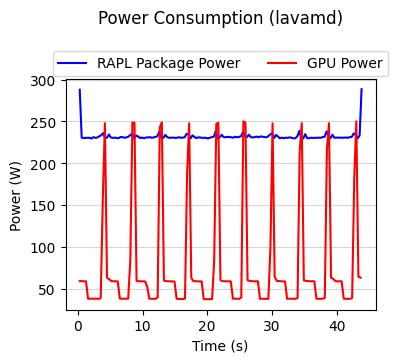 Power Consumption (lavamd)
RAPL Package Power GPU Power
300
250
200
150
100
50
Power (W)
0 10 20 30 40
Time (s)